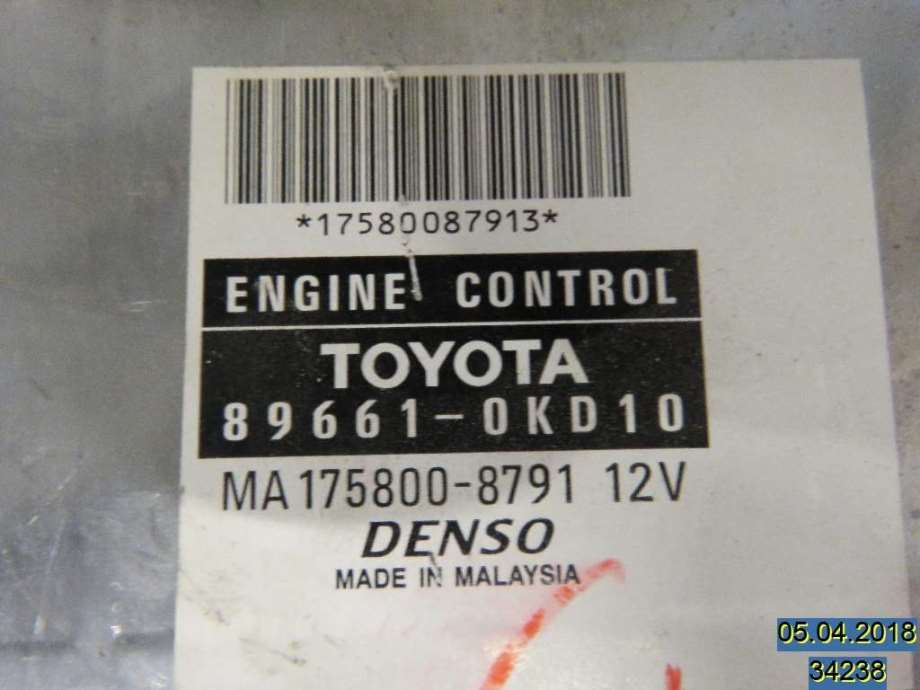 *17580087913*
ENGINE CONTROL
TOYOTA
89661-0KD10
MA175800-8791 12V
DENSO
MADE IN MALAYSIA
05.04.2018
34238